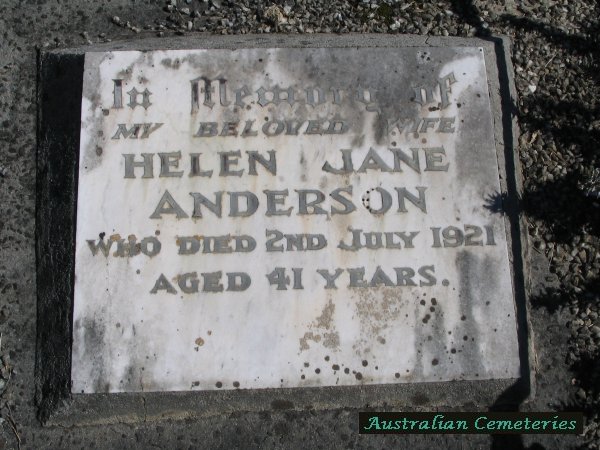 In Memory of
MY BELOVED WIFE
HELEN JANE
ANDERSON
WHO DIED 2ND JULY 1921
AGED 41 YEARS.
Australian Cemeteries